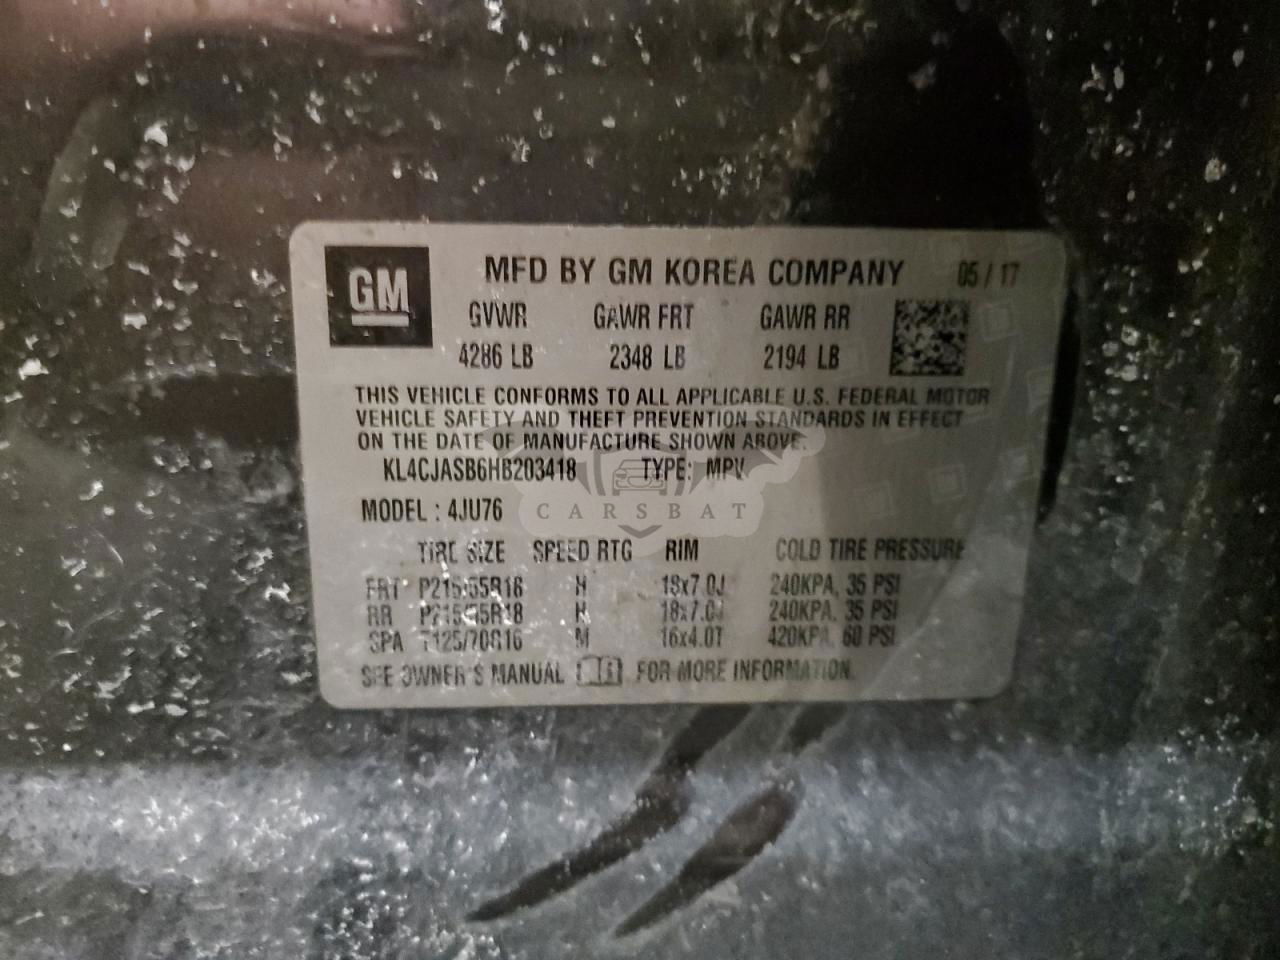 GM
MFD BY GM KOREA COMPANY 05/17
GVWR GAWR FRT GAWR RR
4286 LB 2348 LB 2194 LB
THIS VEHICLE CONFORMS TO ALL APPLICABLE U.S. FEDERAL MOTOR
VEHICLE SAFETY AND THEFT PREVENTION STANDARDS IN EFFECT
ON THE DATE OF MANUFACTURE SHOWN ABOVE.
KL4CJASB6HB203418 TYPE: MPV
CARSBAT
MODEL : 4JU76
TIRE SIZE SPEED RTG RIM COLD TIRE PRESSURE
FRT P215/55R18 H 18x7.0J 240KPA, 35 PSI
RR P215/55R18 H 18x7.0J 240KPA, 35 PSI
SPA T125/70R16 M 16x4.0T 420KPA, 60 PSI
SEE OWNER'S MANUAL FOR MORE INFORMATION.